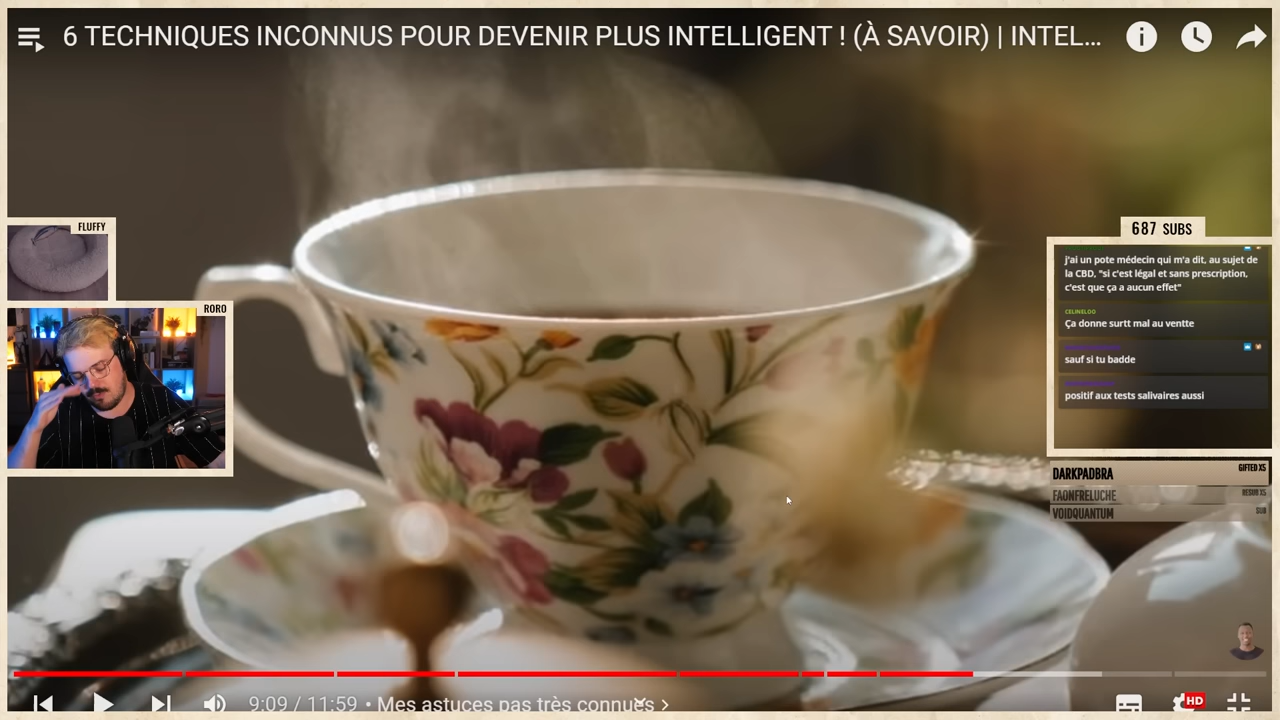 6 TECHNIQUES INCONNUS POUR DEVENIR PLUS INTELLIGENT ! (À SAVOIR) | INTEL...
FLUFFY
RORO
687 SUBS
j'ai un pote médecin qui m'a dit, au sujet de
la CBD, "si c'est légal et sans prescription,
c'est que ça a aucun effet"
CELINELOO
Ça donne surtt mal au ventte
sauf si tu badde
positif aux tests salivaires aussi
DARKPADBRA GIFTED X5
FAONFRELUCHE RESUB X5
VOIDQUANTUM SUB
9:09 / 11:59 • Mes astuces pas très connues
HD